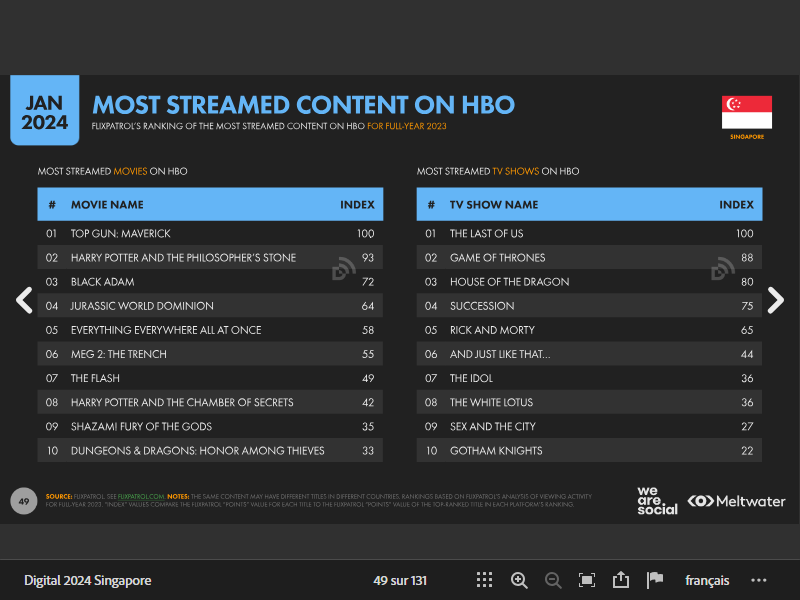 JAN
2024
MOST STREAMED CONTENT ON HBO
FLIXPATROL'S RANKING OF THE MOST STREAMED CONTENT ON HBO FOR FULL-YEAR 2023
SINGAPORE
MOST STREAMED MOVIES ON HBO
# MOVIE NAME INDEX
01 TOP GUN: MAVERICK 100
02 HARRY POTTER AND THE PHILOSOPHER'S STONE 93
03 BLACK ADAM 72
04 JURASSIC WORLD DOMINION 64
05 EVERYTHING EVERYWHERE ALL AT ONCE 58
06 MEG 2: THE TRENCH 55
07 THE FLASH 49
08 HARRY POTTER AND THE CHAMBER OF SECRETS 42
09 SHAZAM! FURY OF THE GODS 35
10 DUNGEONS & DRAGONS: HONOR AMONG THIEVES 33
MOST STREAMED TV SHOWS ON HBO
# TV SHOW NAME INDEX
01 THE LAST OF US 100
02 GAME OF THRONES 88
03 HOUSE OF THE DRAGON 80
04 SUCCESSION 75
05 RICK AND MORTY 65
06 AND JUST LIKE THAT... 44
07 THE IDOL 36
08 THE WHITE LOTUS 36
09 SEX AND THE CITY 27
10 GOTHAM KNIGHTS 22
49
SOURCE: FLIXPATROL. SEE FLIXPATROL.COM. NOTES: THE SAME CONTENT MAY HAVE DIFFERENT TITLES IN DIFFERENT COUNTRIES. RANKINGS BASED ON FLIXPATROL'S ANALYSIS OF VIEWING ACTIVITY
FOR FULL-YEAR 2023. "INDEX" VALUES COMPARE THE FLIXPATROL "POINTS" VALUE FOR EACH TITLE TO THE FLIXPATROL "POINTS" VALUE OF THE TOP-RANKED TITLE IN EACH PLATFORM'S RANKING.
we
are
social
Meltwater
Digital 2024 Singapore
49 sur 131
français